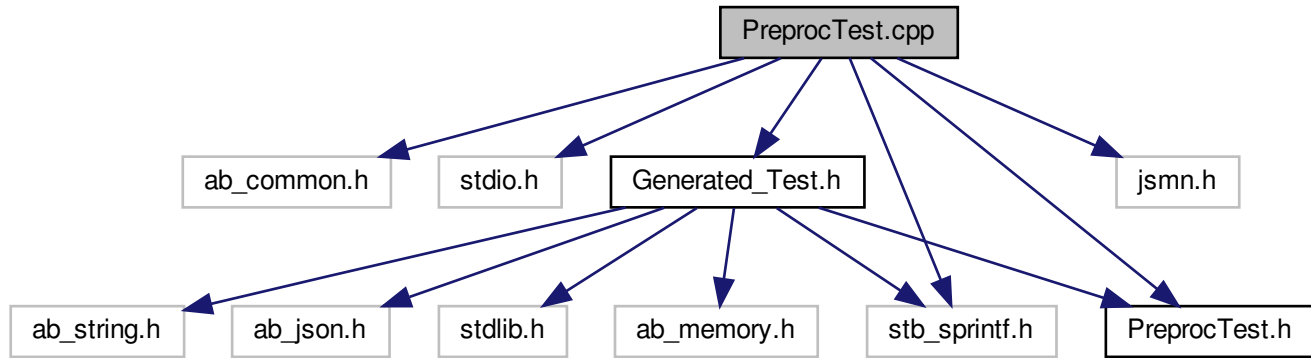 PreprocTest.cpp
ab_common.h
stdio.h
Generated_Test.h
jsmn.h
ab_string.h
ab_json.h
stdlib.h
ab_memory.h
stb_sprintf.h
PreprocTest.h